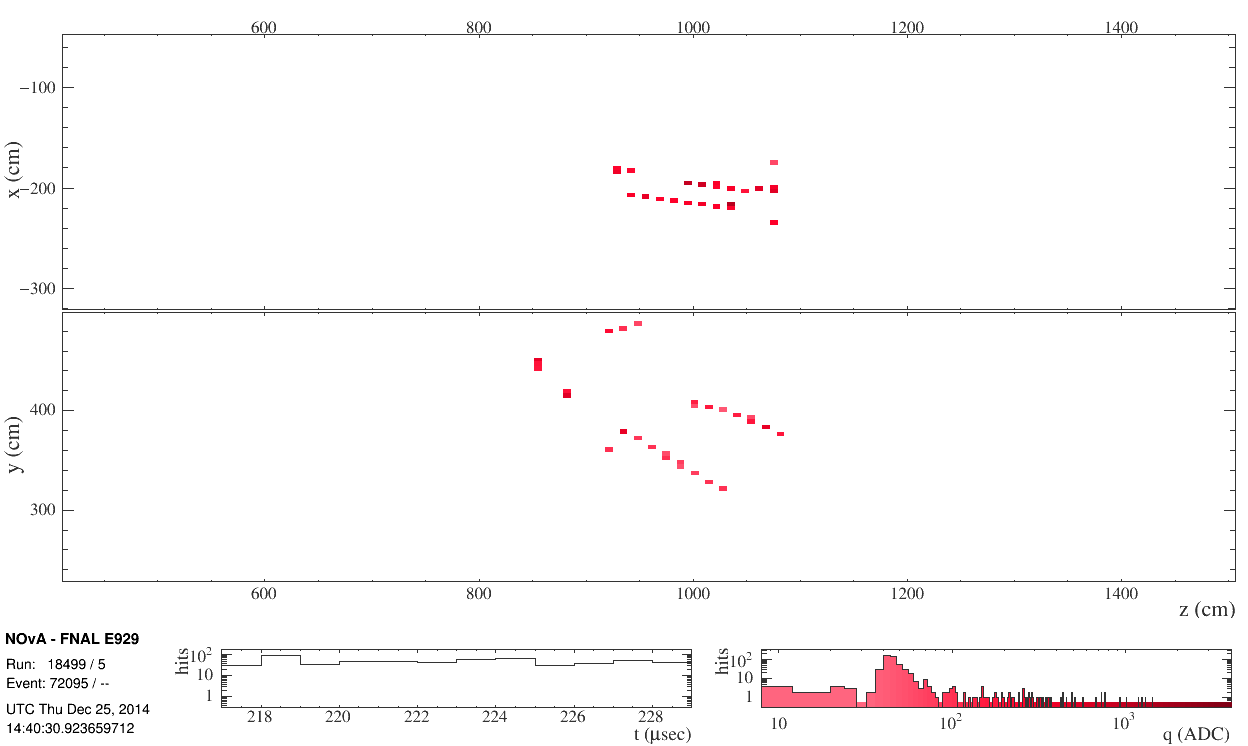 600 800 1000 1200 1400
−100
−200
−300
x (cm)
400
300
y (cm)
600 800 1000 1200 1400
z (cm)
NOvA - FNAL E929
Run: 18499 / 5
Event: 72095 / --
UTC Thu Dec 25, 2014
14:40:30.923659712
hits
10²
10
1
218 220 222 224 226 228
t (μsec)
hits
10²
10
1
10 10² 10³
q (ADC)